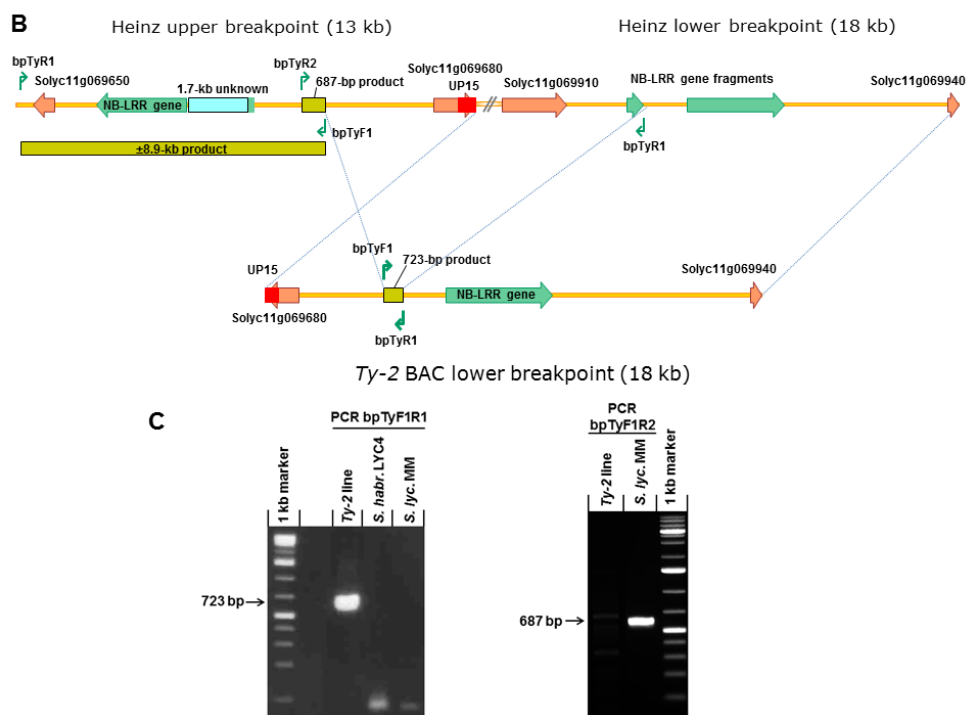 B
Heinz upper breakpoint (13 kb)
Heinz lower breakpoint (18 kb)
bpTyR1
Solyc11g069650
1.7-kb unknown
NB-LRR gene
bpTyR2
687-bp product
bpTyF1
±8.9-kb product
Solyc11g069680
UP15
Solyc11g069910
NB-LRR gene fragments
bpTyR1
Solyc11g069940
UP15
Solyc11g069680
bpTyF1
723-bp product
bpTyR1
NB-LRR gene
Solyc11g069940
Ty-2 BAC lower breakpoint (18 kb)
C
PCR bpTyF1R1
1 kb marker
Ty-2 line
S. habr. LYC4
S. lyc. MM
723 bp
PCR
bpTyF1R2
Ty-2 line
S. lyc. MM
1 kb marker
687 bp